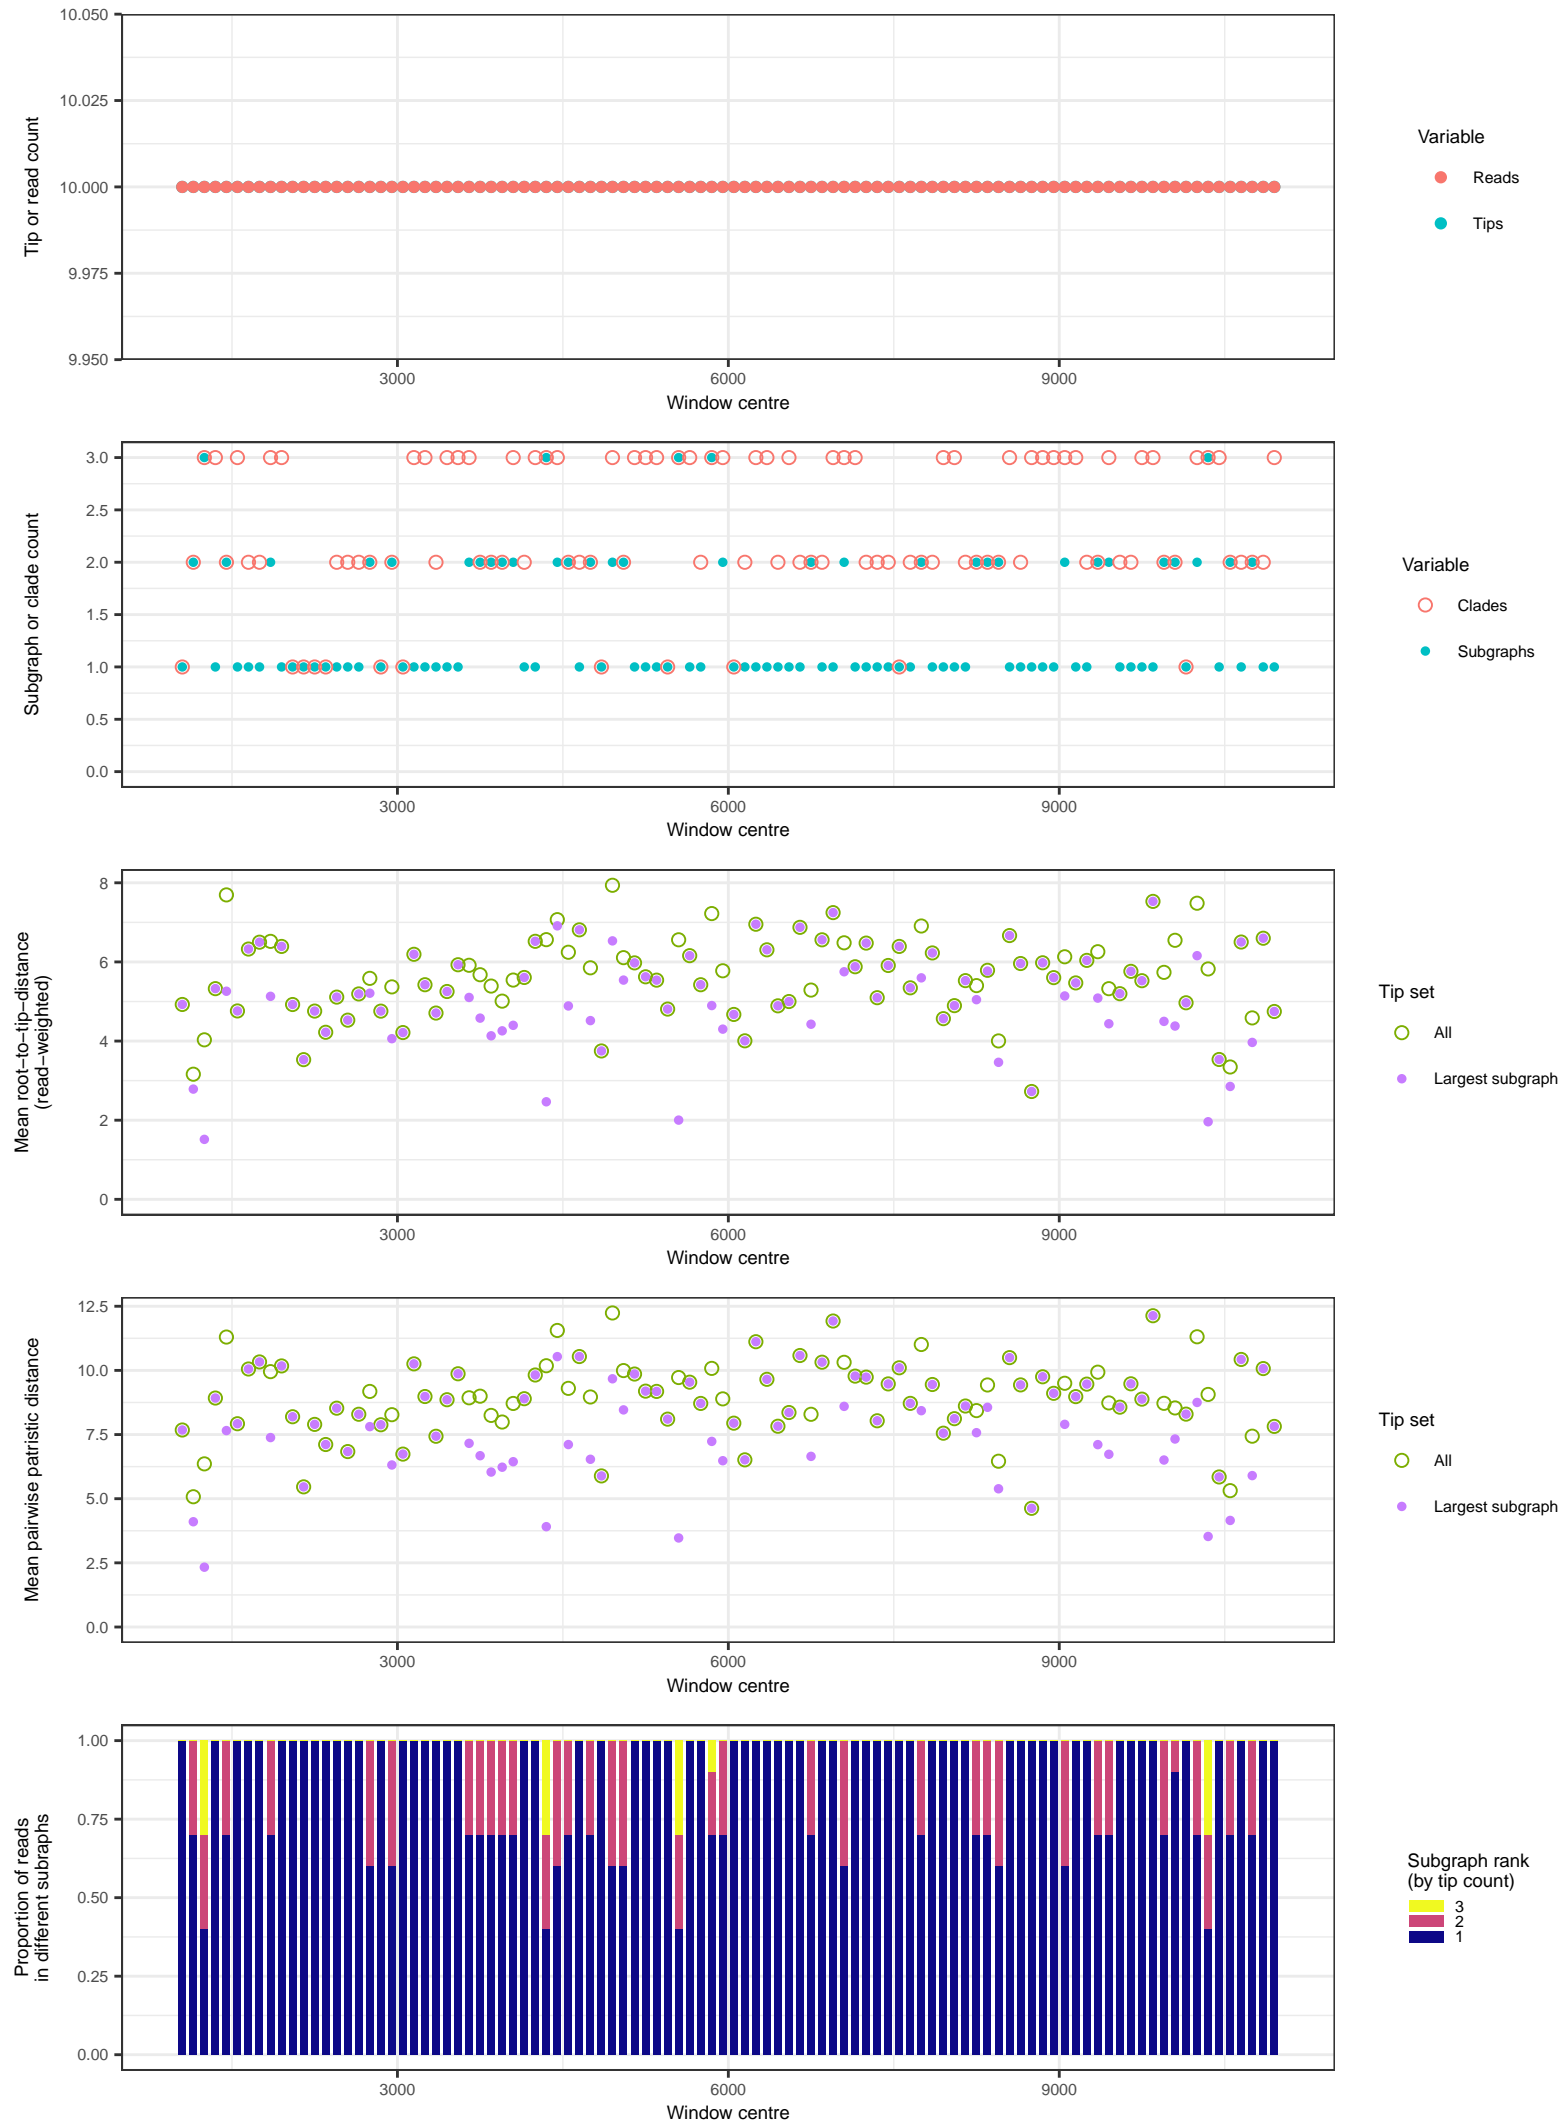 10.050
10.025
10.000
9.975
9.950
Tip or read count
3000
6000
9000
Window centre
Variable
Reads
Tips
3.0
2.5
2.0
1.5
1.0
0.5
0.0
Subgraph or clade count
3000
6000
9000
Window centre
Variable
Clades
Subgraphs
8
6
4
2
0
Mean root−to−tip−distance
(read−weighted)
3000
6000
9000
Window centre
Tip set
All
Largest subgraph
12.5
10.0
7.5
5.0
2.5
0.0
Mean pairwise patristic distance
3000
6000
9000
Window centre
Tip set
All
Largest subgraph
1.00
0.75
0.50
0.25
0.00
Proportion of reads
in different subraphs
3000
6000
9000
Window centre
Subgraph rank
(by tip count)
3
2
1